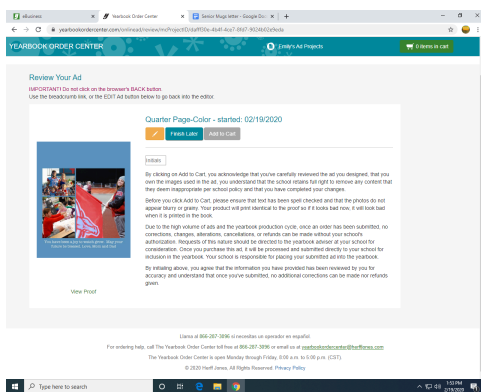 eBusiness
Yearbook Order Center
Senior Mugs letter - Google Do
yearbookordercenter.com
YEARBOOK ORDER CENTER
Emily's Ad Projects
0 items in cart
Review Your Ad
IMPORTANT! Do not click on the browser's BACK button.
Use the breadcrumb link, or the EDIT Ad button below to go back into the editor.
Quarter Page-Color - started: 02/19/2020
Finish Later
Add to Cart
Initials
By clicking on Add to Cart, you acknowledge that you've carefully reviewed the ad you designed, that you
own the images used in the ad, you understand that the school retains full right to remove any content that
they deem inappropriate per school policy and that you have completed your changes.
Before you click Add to Cart, please ensure that text has been spell checked and that the photos do not
appear blurry or grainy. Your product will print identical to the proof so if it looks bad now, it will look bad
when it is printed in the book.
Due to the high volume of ads and the yearbook production cycle, once an order has been submitted, no
corrections, changes, alterations, cancellations, or refunds can be made without your school's
authorization. Requests of this nature should be directed to the yearbook adviser at your school for
consideration. Once you purchase this ad, it will be processed and submitted directly to your school for
inclusion in the yearbook. Your school is responsible for placing your submitted ad into the yearbook.
By initialing above, you agree that the information you have provided has been reviewed by you for
accuracy and understand that once you've submitted, no additional corrections can be made nor refunds
given.
View Proof
Llama al 866-287-3096 si necesitas un operador en español.
For ordering help, call The Yearbook Order Center toll free at 866-287-3096 or email us at yearbookordercenter@herffjones.com
The Yearbook Order Center is open Monday through Friday, 8:00 a.m. to 5:00 p.m. (CST).
© 2020 Herff Jones, All Rights Reserved. Privacy Policy
Type here to search
1:53 PM
2/19/2020